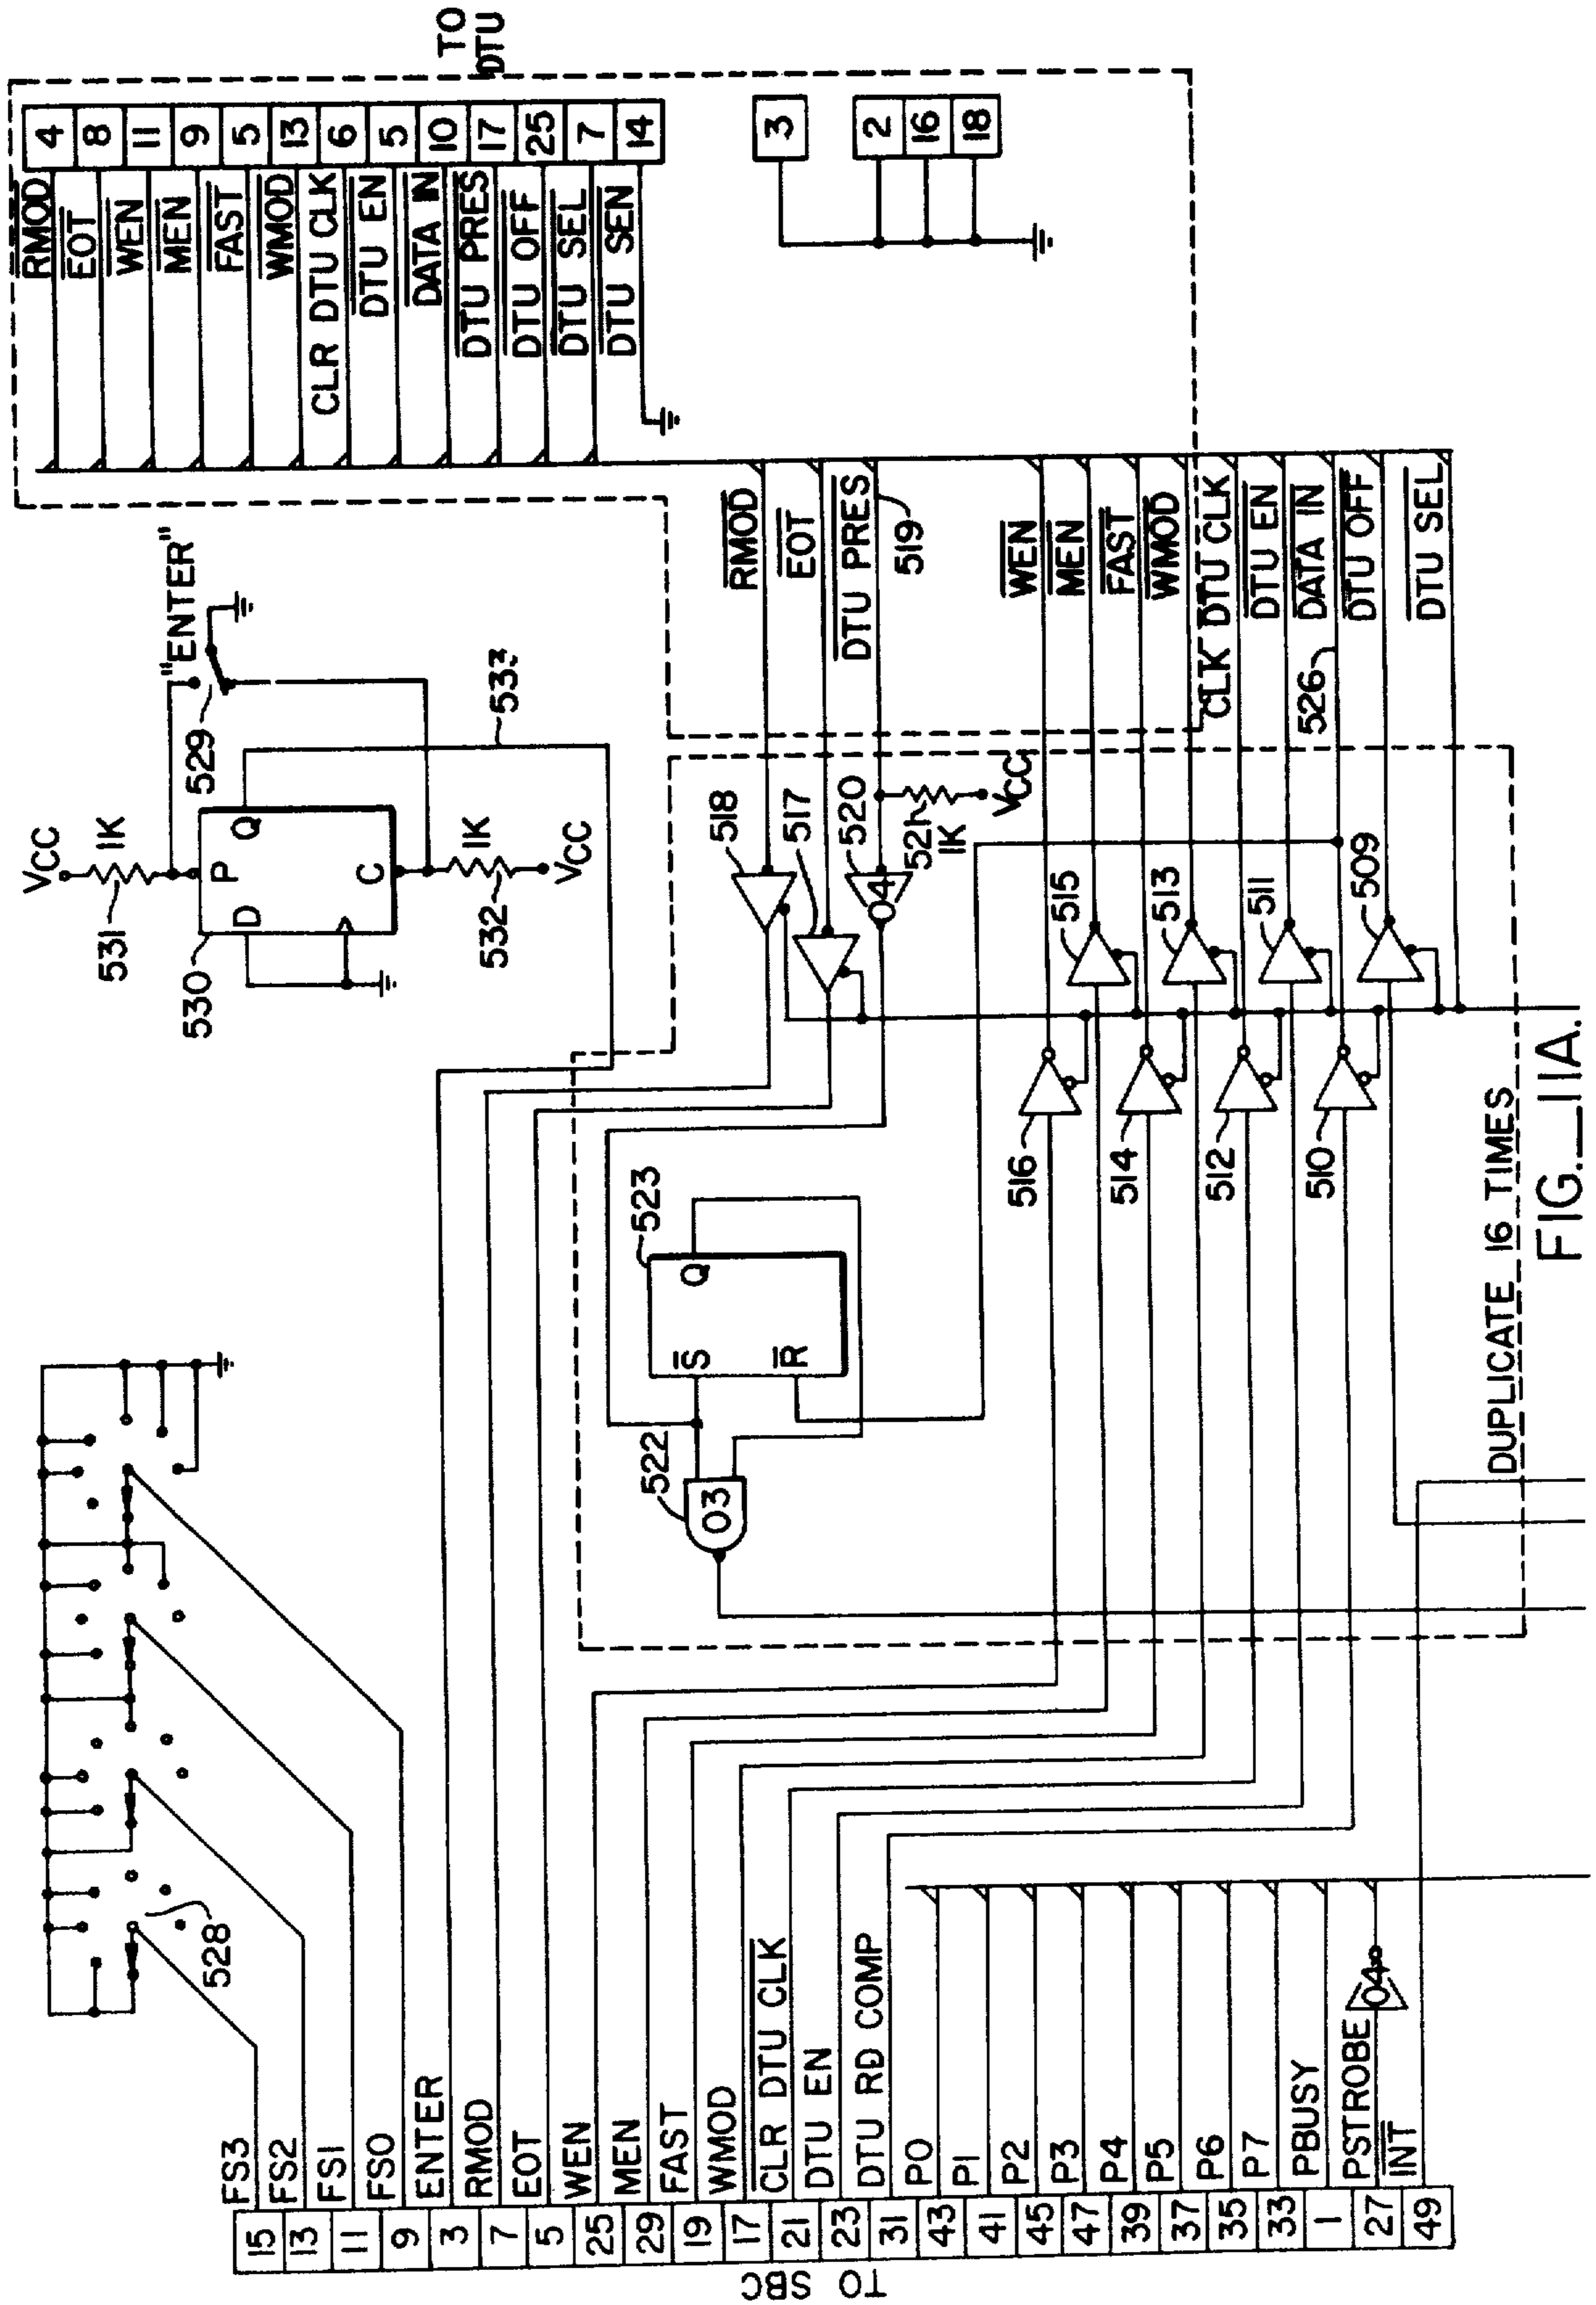 TO DTU
RMOD 4
EOT 8
WEN 11
MEN 9
FAST 5
WMOD 13
CLR DTU CLK 6
DTU EN 5
DATA IN 10
DTU PRES 17
DTU OFF 25
DTU SEL 7
DTU SEN 14
3
2
16
18
"ENTER"
529
533
VCC
1K
531
530
P
D
Q
C
1K
532
VCC
RMOD
EOT
DTU PRES
519
WEN
MEN
FAST
WMOD
CLK DTU CLK
DTU EN
DATA IN
526
DTU OFF
DTU SEL
518
517
520
04
521
1K
VCC
515
513
511
509
516
514
512
510
523
Q
S
R
522
03
DUPLICATE 16 TIMES
528
FS3 15
FS2 13
FS1 11
FS0 9
ENTER 3
RMOD 7
EOT 5
WEN 25
MEN 29
FAST 19
WMOD 17
CLR DTU CLK 21
DTU EN 23
DTU RD COMP 31
P0 43
P1 41
P2 45
P3 47
P4 39
P5 37
P6 35
P7 33
PBUSY 1
PSTROBE 27
04
INT 49
TO SBC
FIG._11A.